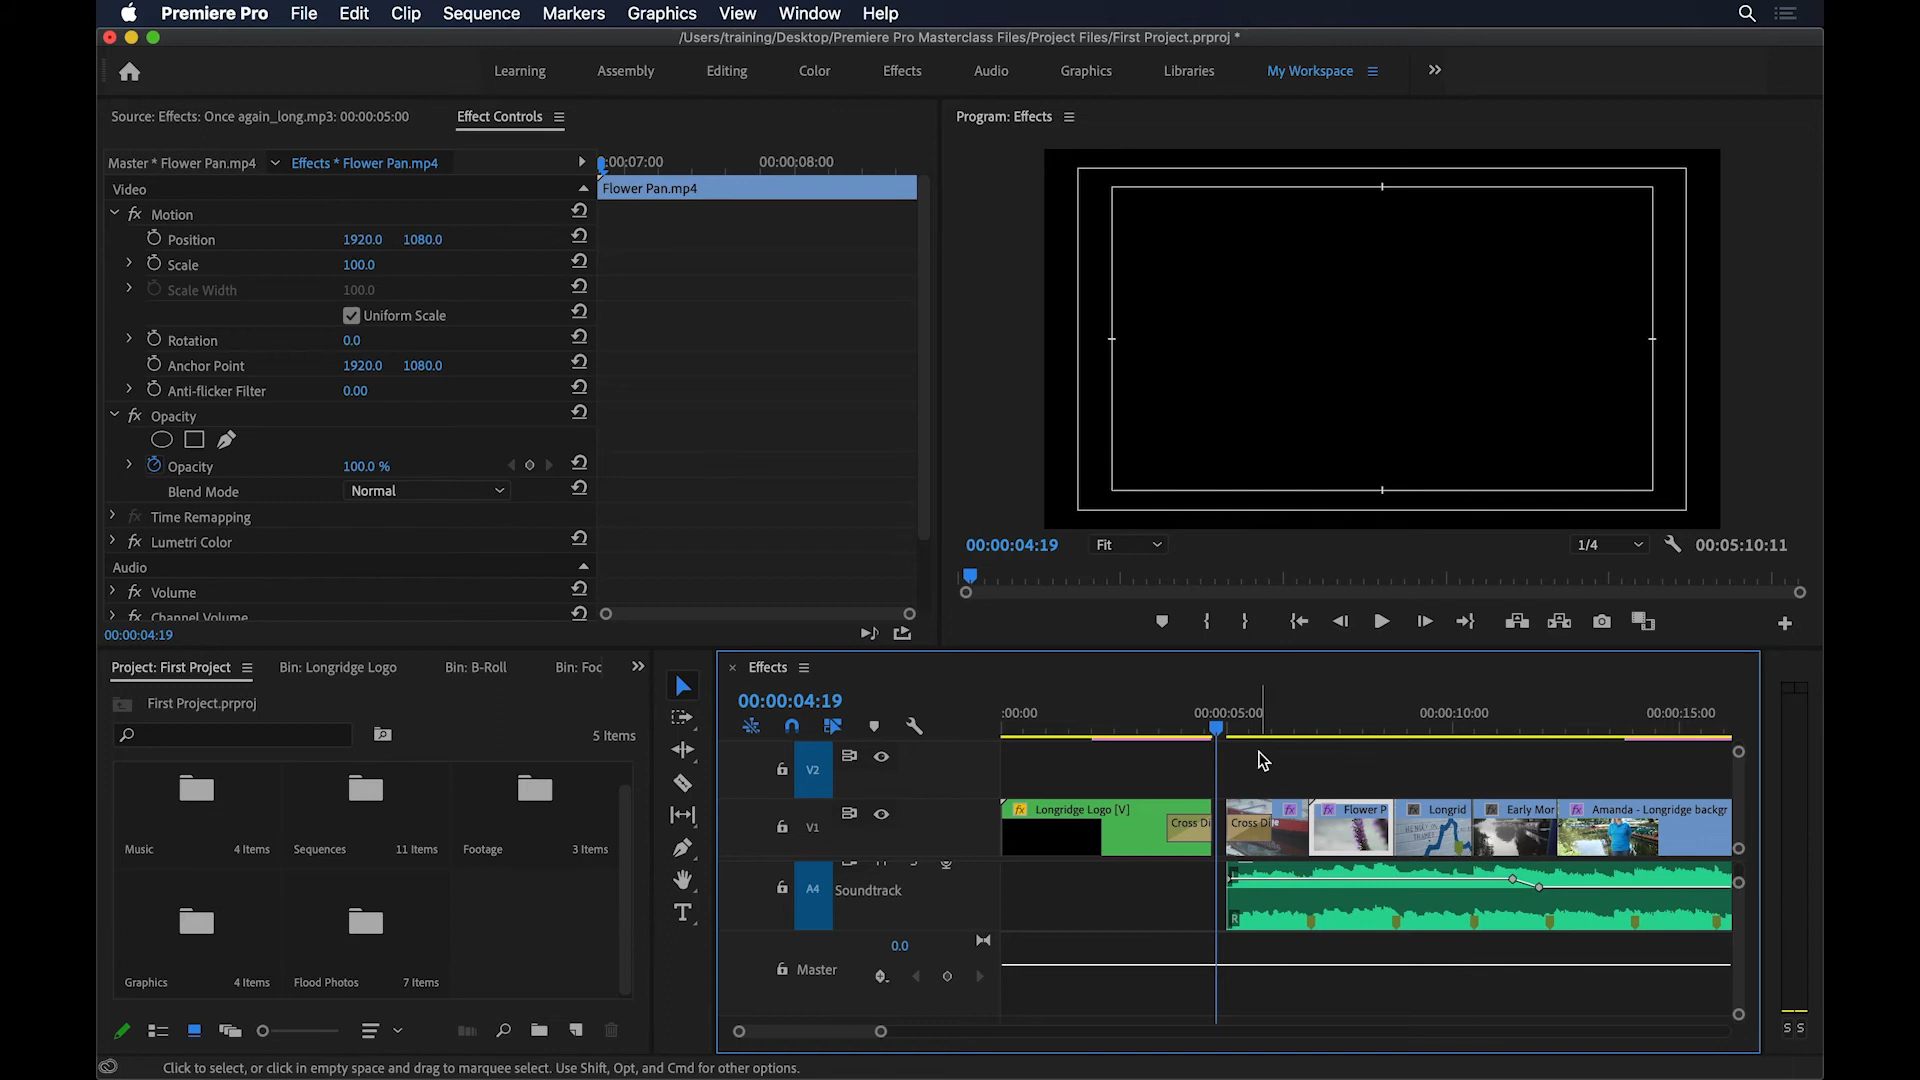 Premiere Pro File Edit Clip Sequence Markers Graphics View Window Help
/Users/training/Desktop/Premiere Pro Masterclass Files/Project Files/First Project.prproj *
Learning Assembly Editing Color Effects Audio Graphics Libraries My Workspace
Source: Effects: Once again_long.mp3: 00:00:05:00 Effect Controls
Master * Flower Pan.mp4 Effects * Flower Pan.mp4
:00:07:00 00:00:08:00
Video
Flower Pan.mp4
fx Motion
Position 1920.0 1080.0
Scale 100.0
Scale Width 100.0
Uniform Scale
Rotation 0.0
Anchor Point 1920.0 1080.0
Anti-flicker Filter 0.00
fx Opacity
Opacity 100.0 %
Blend Mode Normal
fx Time Remapping
fx Lumetri Color
Audio
fx Volume
fx Channel Volume
00:00:04:19
Program: Effects
00:00:04:19 Fit 1/4 00:05:10:11
Project: First Project Bin: Longridge Logo Bin: B-Roll Bin: Foc
First Project.prproj
5 Items
Music 4 Items Sequences 11 Items Footage 3 Items
Graphics 4 Items Flood Photos 7 Items
Effects
00:00:04:19
:00:00 00:00:05:00 00:00:10:00 00:00:15:00
V2
V1
fx Longridge Logo [V] fx fx Flower P fx Longrid fx Early Mor fx Amanda - Longridge backgr
Cross Di Cross Di
A4 Soundtrack
R
0.0
Master
S S
Click to select, or click in empty space and drag to marquee select. Use Shift, Opt, and Cmd for other options.